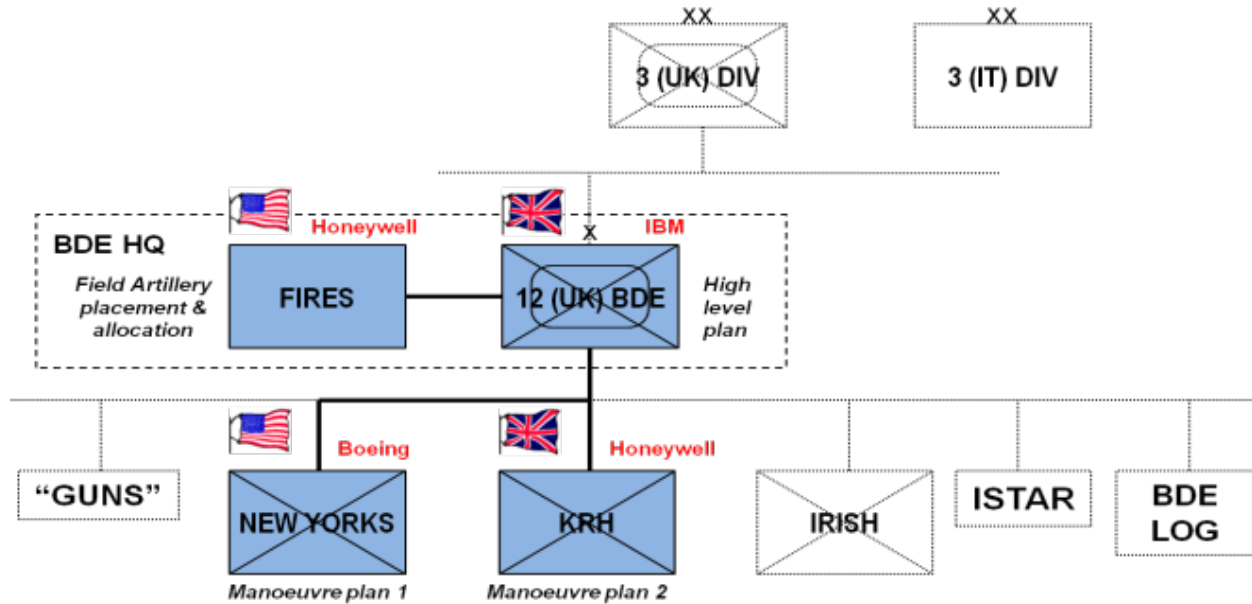 XX
XX
3 (UK) DIV
3 (IT) DIV
Honeywell
IBM
X
BDE HQ
Field Artillery
placement &
allocation
FIRES
12 (UK) BDE
High
level
plan
Boeing
Honeywell
“GUNS”
NEW YORKS
KRH
IRISH
ISTAR
BDE
LOG
Manoeuvre plan 1
Manoeuvre plan 2